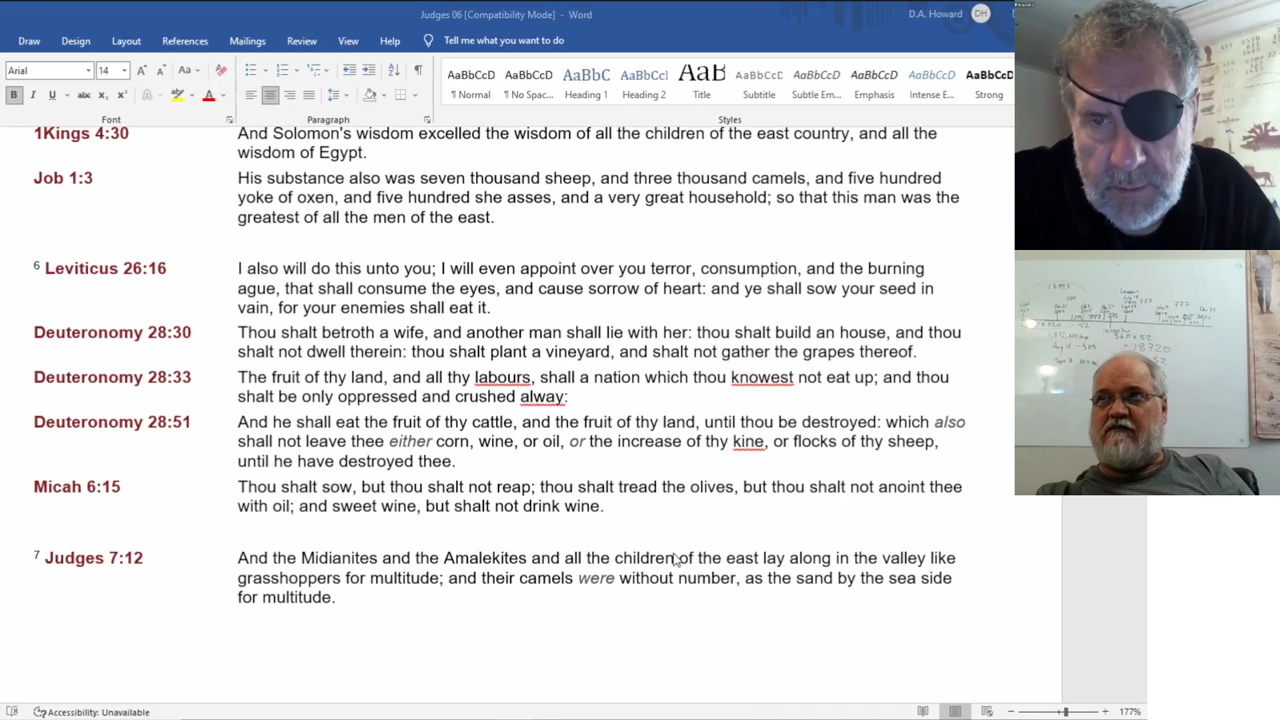 Judges 06 [Compatibility Mode] - Word
D.A. Howard DH
Draw Design Layout References Mailings Review View Help Tell me what you want to do
Arial 14 A A Aa
AaBbCcD AaBbCcD AaBbC AaBbCcI AaB AaBbCcD AaBbCcD AaBbCcD AaBbCcD AaBbCcD
B I U abc x₂ x² A A
¶ Normal ¶ No Spac... Heading 1 Heading 2 Title Subtitle Subtle Em... Emphasis Intense E... Strong
Font Paragraph Styles
1Kings 4:30 And Solomon's wisdom excelled the wisdom of all the children of the east country, and all the
wisdom of Egypt.
Job 1:3 His substance also was seven thousand sheep, and three thousand camels, and five hundred
yoke of oxen, and five hundred she asses, and a very great household; so that this man was the
greatest of all the men of the east.
6 Leviticus 26:16 I also will do this unto you; I will even appoint over you terror, consumption, and the burning
ague, that shall consume the eyes, and cause sorrow of heart: and ye shall sow your seed in
vain, for your enemies shall eat it.
Deuteronomy 28:30 Thou shalt betroth a wife, and another man shall lie with her: thou shalt build an house, and thou
shalt not dwell therein: thou shalt plant a vineyard, and shalt not gather the grapes thereof.
Deuteronomy 28:33 The fruit of thy land, and all thy labours, shall a nation which thou knowest not eat up; and thou
shalt be only oppressed and crushed alway:
Deuteronomy 28:51 And he shall eat the fruit of thy cattle, and the fruit of thy land, until thou be destroyed: which also
shall not leave thee either corn, wine, or oil, or the increase of thy kine, or flocks of thy sheep,
until he have destroyed thee.
Micah 6:15 Thou shalt sow, but thou shalt not reap; thou shalt tread the olives, but thou shalt not anoint thee
with oil; and sweet wine, but shalt not drink wine.
7 Judges 7:12 And the Midianites and the Amalekites and all the children of the east lay along in the valley like
grasshoppers for multitude; and their camels were without number, as the sand by the sea side
for multitude.
Accessibility: Unavailable 177%
777
360 x 52
18720
52